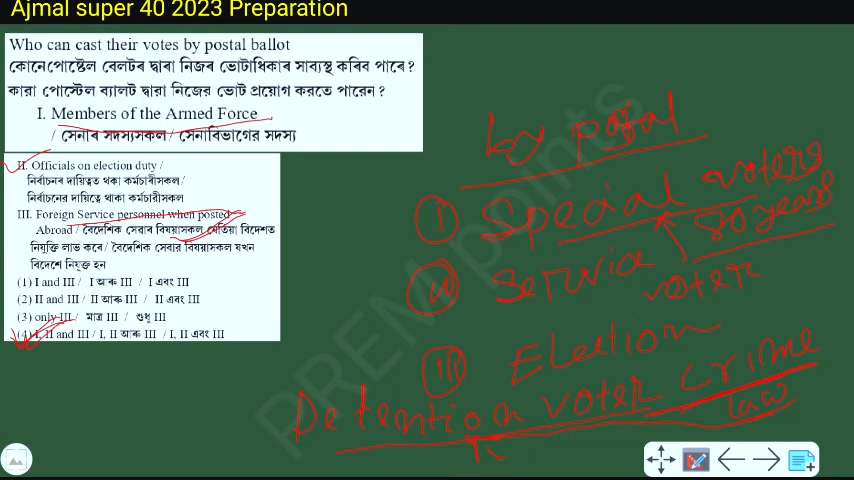 Ajmal super 40 2023 Preparation
Who can cast their votes by postal ballot
কোনে পোষ্টেল বেলটৰ দ্বাৰা নিজৰ ভোটাধিকাৰ সাব্যস্থ কৰিব পাৰে?
কারা পোস্টেল ব্যালট দ্বারা নিজের ভোট প্রয়োগ করতে পারেন?
I. Members of the Armed Force
/ সেনাৰ সদস্যসকল/ সেনাবিভাগের সদস্য
II. Officials on election duty /
নিৰ্বাচনৰ দায়িত্বত থকা কৰ্মচাৰীসকল/
নির্বাচনের দায়িত্বে থাকা কর্মচারীসকল
III. Foreign Service personnel when posted
Abroad / বৈদেশিক সেৱাৰ বিষয়াসকল যেতিয়া বিদেশত
নিযুক্তি লাভ কৰে/ বৈদেশিক সেবার বিষয়াসকল যখন
বিদেশে নিযুক্ত হন
(1) I and III / I আৰু III / I এবং III
(2) II and III / II আৰু III / II এবং III
(3) only III / মাত্ৰ III / শুধু III
(4) I, II and III / I, II আৰু III / I, II এবং III
by postal
(i) Special voters
80 years
(ii) Service voter
(iii) Election
Detention voter crime
law
PREM points